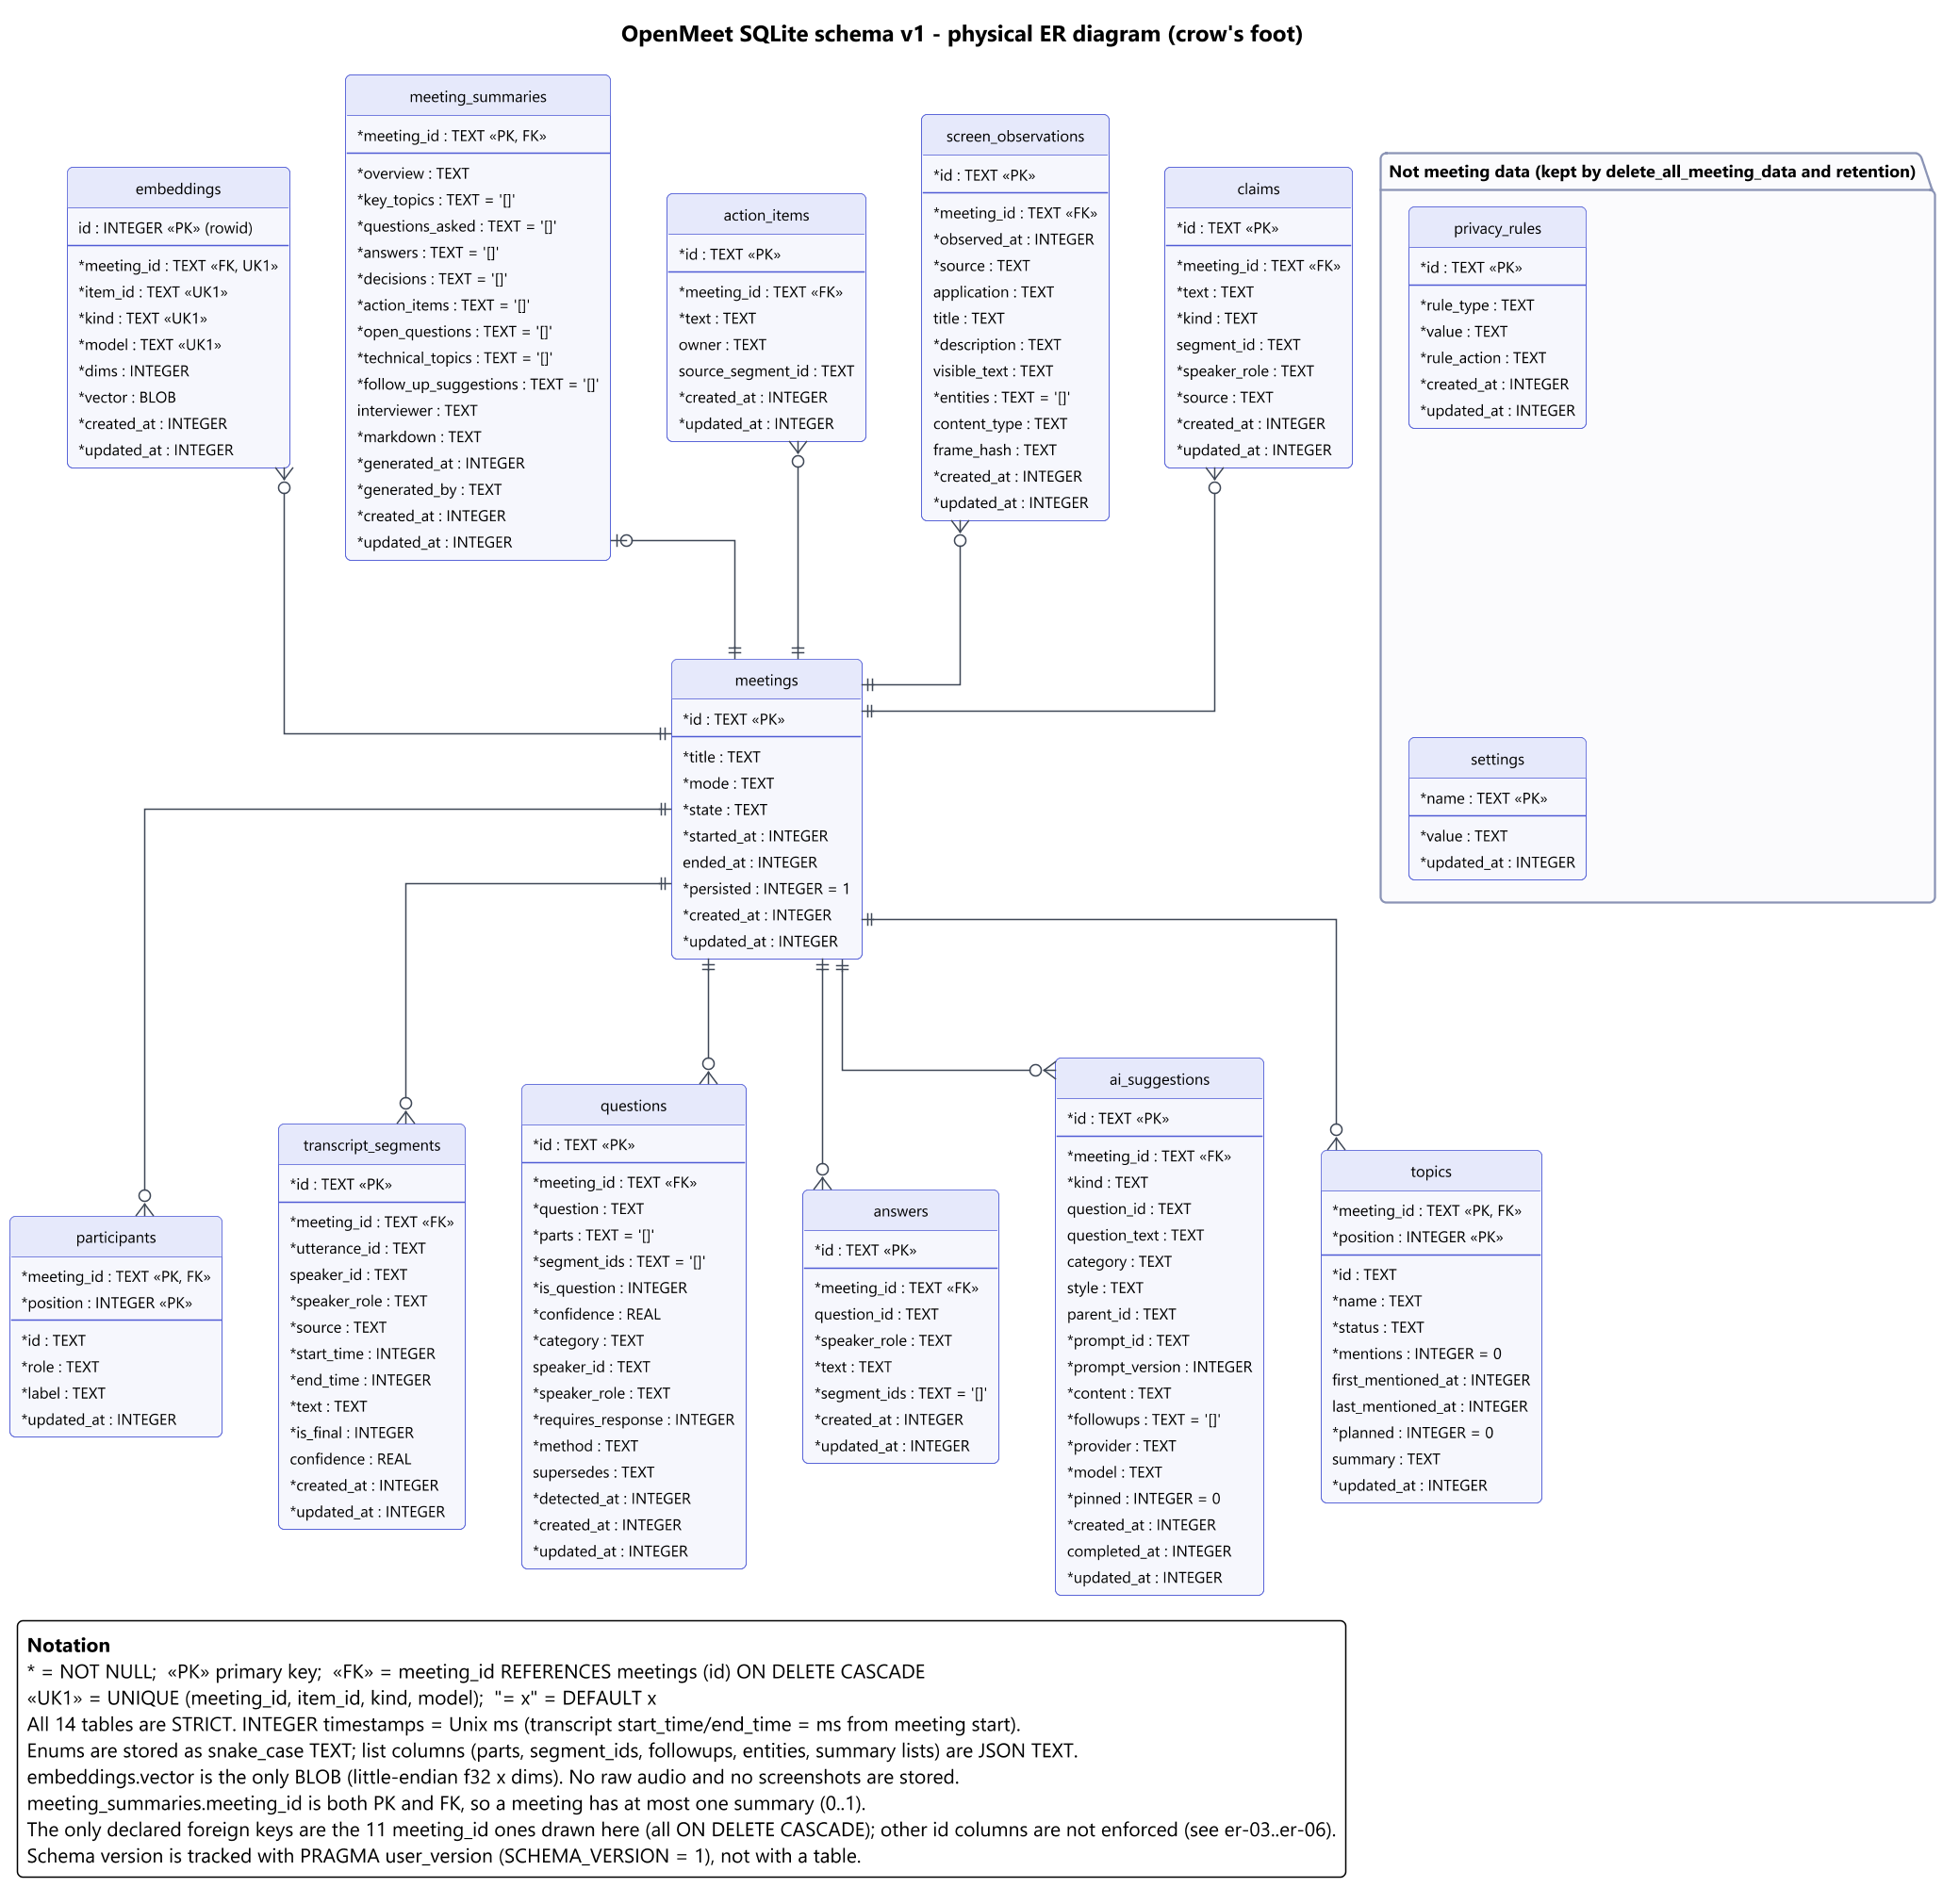 OpenMeet SQLite schema v1 - physical ER diagram (crow's foot)
meeting_summaries
*meeting_id : TEXT «PK, FK»
*overview : TEXT
*key_topics : TEXT = '[]'
*questions_asked : TEXT = '[]'
*answers : TEXT = '[]'
*decisions : TEXT = '[]'
*action_items : TEXT = '[]'
*open_questions : TEXT = '[]'
*technical_topics : TEXT = '[]'
*follow_up_suggestions : TEXT = '[]'
interviewer : TEXT
*markdown : TEXT
*generated_at : INTEGER
*generated_by : TEXT
*created_at : INTEGER
*updated_at : INTEGER
embeddings
id : INTEGER «PK» (rowid)
*meeting_id : TEXT «FK, UK1»
*item_id : TEXT «UK1»
*kind : TEXT «UK1»
*model : TEXT «UK1»
*dims : INTEGER
*vector : BLOB
*created_at : INTEGER
*updated_at : INTEGER
action_items
*id : TEXT «PK»
*meeting_id : TEXT «FK»
*text : TEXT
owner : TEXT
source_segment_id : TEXT
*created_at : INTEGER
*updated_at : INTEGER
screen_observations
*id : TEXT «PK»
*meeting_id : TEXT «FK»
*observed_at : INTEGER
*source : TEXT
application : TEXT
title : TEXT
*description : TEXT
visible_text : TEXT
*entities : TEXT = '[]'
content_type : TEXT
frame_hash : TEXT
*created_at : INTEGER
*updated_at : INTEGER
claims
*id : TEXT «PK»
*meeting_id : TEXT «FK»
*text : TEXT
*kind : TEXT
segment_id : TEXT
*speaker_role : TEXT
*source : TEXT
*created_at : INTEGER
*updated_at : INTEGER
Not meeting data (kept by delete_all_meeting_data and retention)
privacy_rules
*id : TEXT «PK»
*rule_type : TEXT
*value : TEXT
*rule_action : TEXT
*created_at : INTEGER
*updated_at : INTEGER
settings
*name : TEXT «PK»
*value : TEXT
*updated_at : INTEGER
meetings
*id : TEXT «PK»
*title : TEXT
*mode : TEXT
*state : TEXT
*started_at : INTEGER
ended_at : INTEGER
*persisted : INTEGER = 1
*created_at : INTEGER
*updated_at : INTEGER
participants
*meeting_id : TEXT «PK, FK»
*position : INTEGER «PK»
*id : TEXT
*role : TEXT
*label : TEXT
*updated_at : INTEGER
transcript_segments
*id : TEXT «PK»
*meeting_id : TEXT «FK»
*utterance_id : TEXT
speaker_id : TEXT
*speaker_role : TEXT
*source : TEXT
*start_time : INTEGER
*end_time : INTEGER
*text : TEXT
*is_final : INTEGER
confidence : REAL
*created_at : INTEGER
*updated_at : INTEGER
questions
*id : TEXT «PK»
*meeting_id : TEXT «FK»
*question : TEXT
*parts : TEXT = '[]'
*segment_ids : TEXT = '[]'
*is_question : INTEGER
*confidence : REAL
*category : TEXT
speaker_id : TEXT
*speaker_role : TEXT
*requires_response : INTEGER
*method : TEXT
supersedes : TEXT
*detected_at : INTEGER
*created_at : INTEGER
*updated_at : INTEGER
answers
*id : TEXT «PK»
*meeting_id : TEXT «FK»
question_id : TEXT
*speaker_role : TEXT
*text : TEXT
*segment_ids : TEXT = '[]'
*created_at : INTEGER
*updated_at : INTEGER
ai_suggestions
*id : TEXT «PK»
*meeting_id : TEXT «FK»
*kind : TEXT
question_id : TEXT
question_text : TEXT
category : TEXT
style : TEXT
parent_id : TEXT
*prompt_id : TEXT
*prompt_version : INTEGER
*content : TEXT
*followups : TEXT = '[]'
*provider : TEXT
*model : TEXT
*pinned : INTEGER = 0
*created_at : INTEGER
completed_at : INTEGER
*updated_at : INTEGER
topics
*meeting_id : TEXT «PK, FK»
*position : INTEGER «PK»
*id : TEXT
*name : TEXT
*status : TEXT
*mentions : INTEGER = 0
first_mentioned_at : INTEGER
last_mentioned_at : INTEGER
*planned : INTEGER = 0
summary : TEXT
*updated_at : INTEGER
Notation
* = NOT NULL;  «PK» primary key;  «FK» = meeting_id REFERENCES meetings (id) ON DELETE CASCADE
«UK1» = UNIQUE (meeting_id, item_id, kind, model);  "= x" = DEFAULT x
All 14 tables are STRICT. INTEGER timestamps = Unix ms (transcript start_time/end_time = ms from meeting start).
Enums are stored as snake_case TEXT; list columns (parts, segment_ids, followups, entities, summary lists) are JSON TEXT.
embeddings.vector is the only BLOB (little-endian f32 x dims). No raw audio and no screenshots are stored.
meeting_summaries.meeting_id is both PK and FK, so a meeting has at most one summary (0..1).
The only declared foreign keys are the 11 meeting_id ones drawn here (all ON DELETE CASCADE); other id columns are not enforced (see er-03..er-06).
Schema version is tracked with PRAGMA user_version (SCHEMA_VERSION = 1), not with a table.